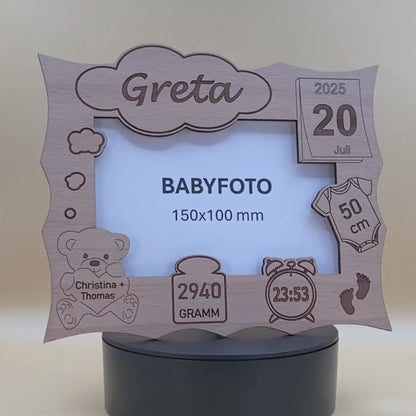 Greta
2025
20
Juli
BABYFOTO
150x100 mm
50
cm
Christina +
Thomas
2940
GRAMM
23:53